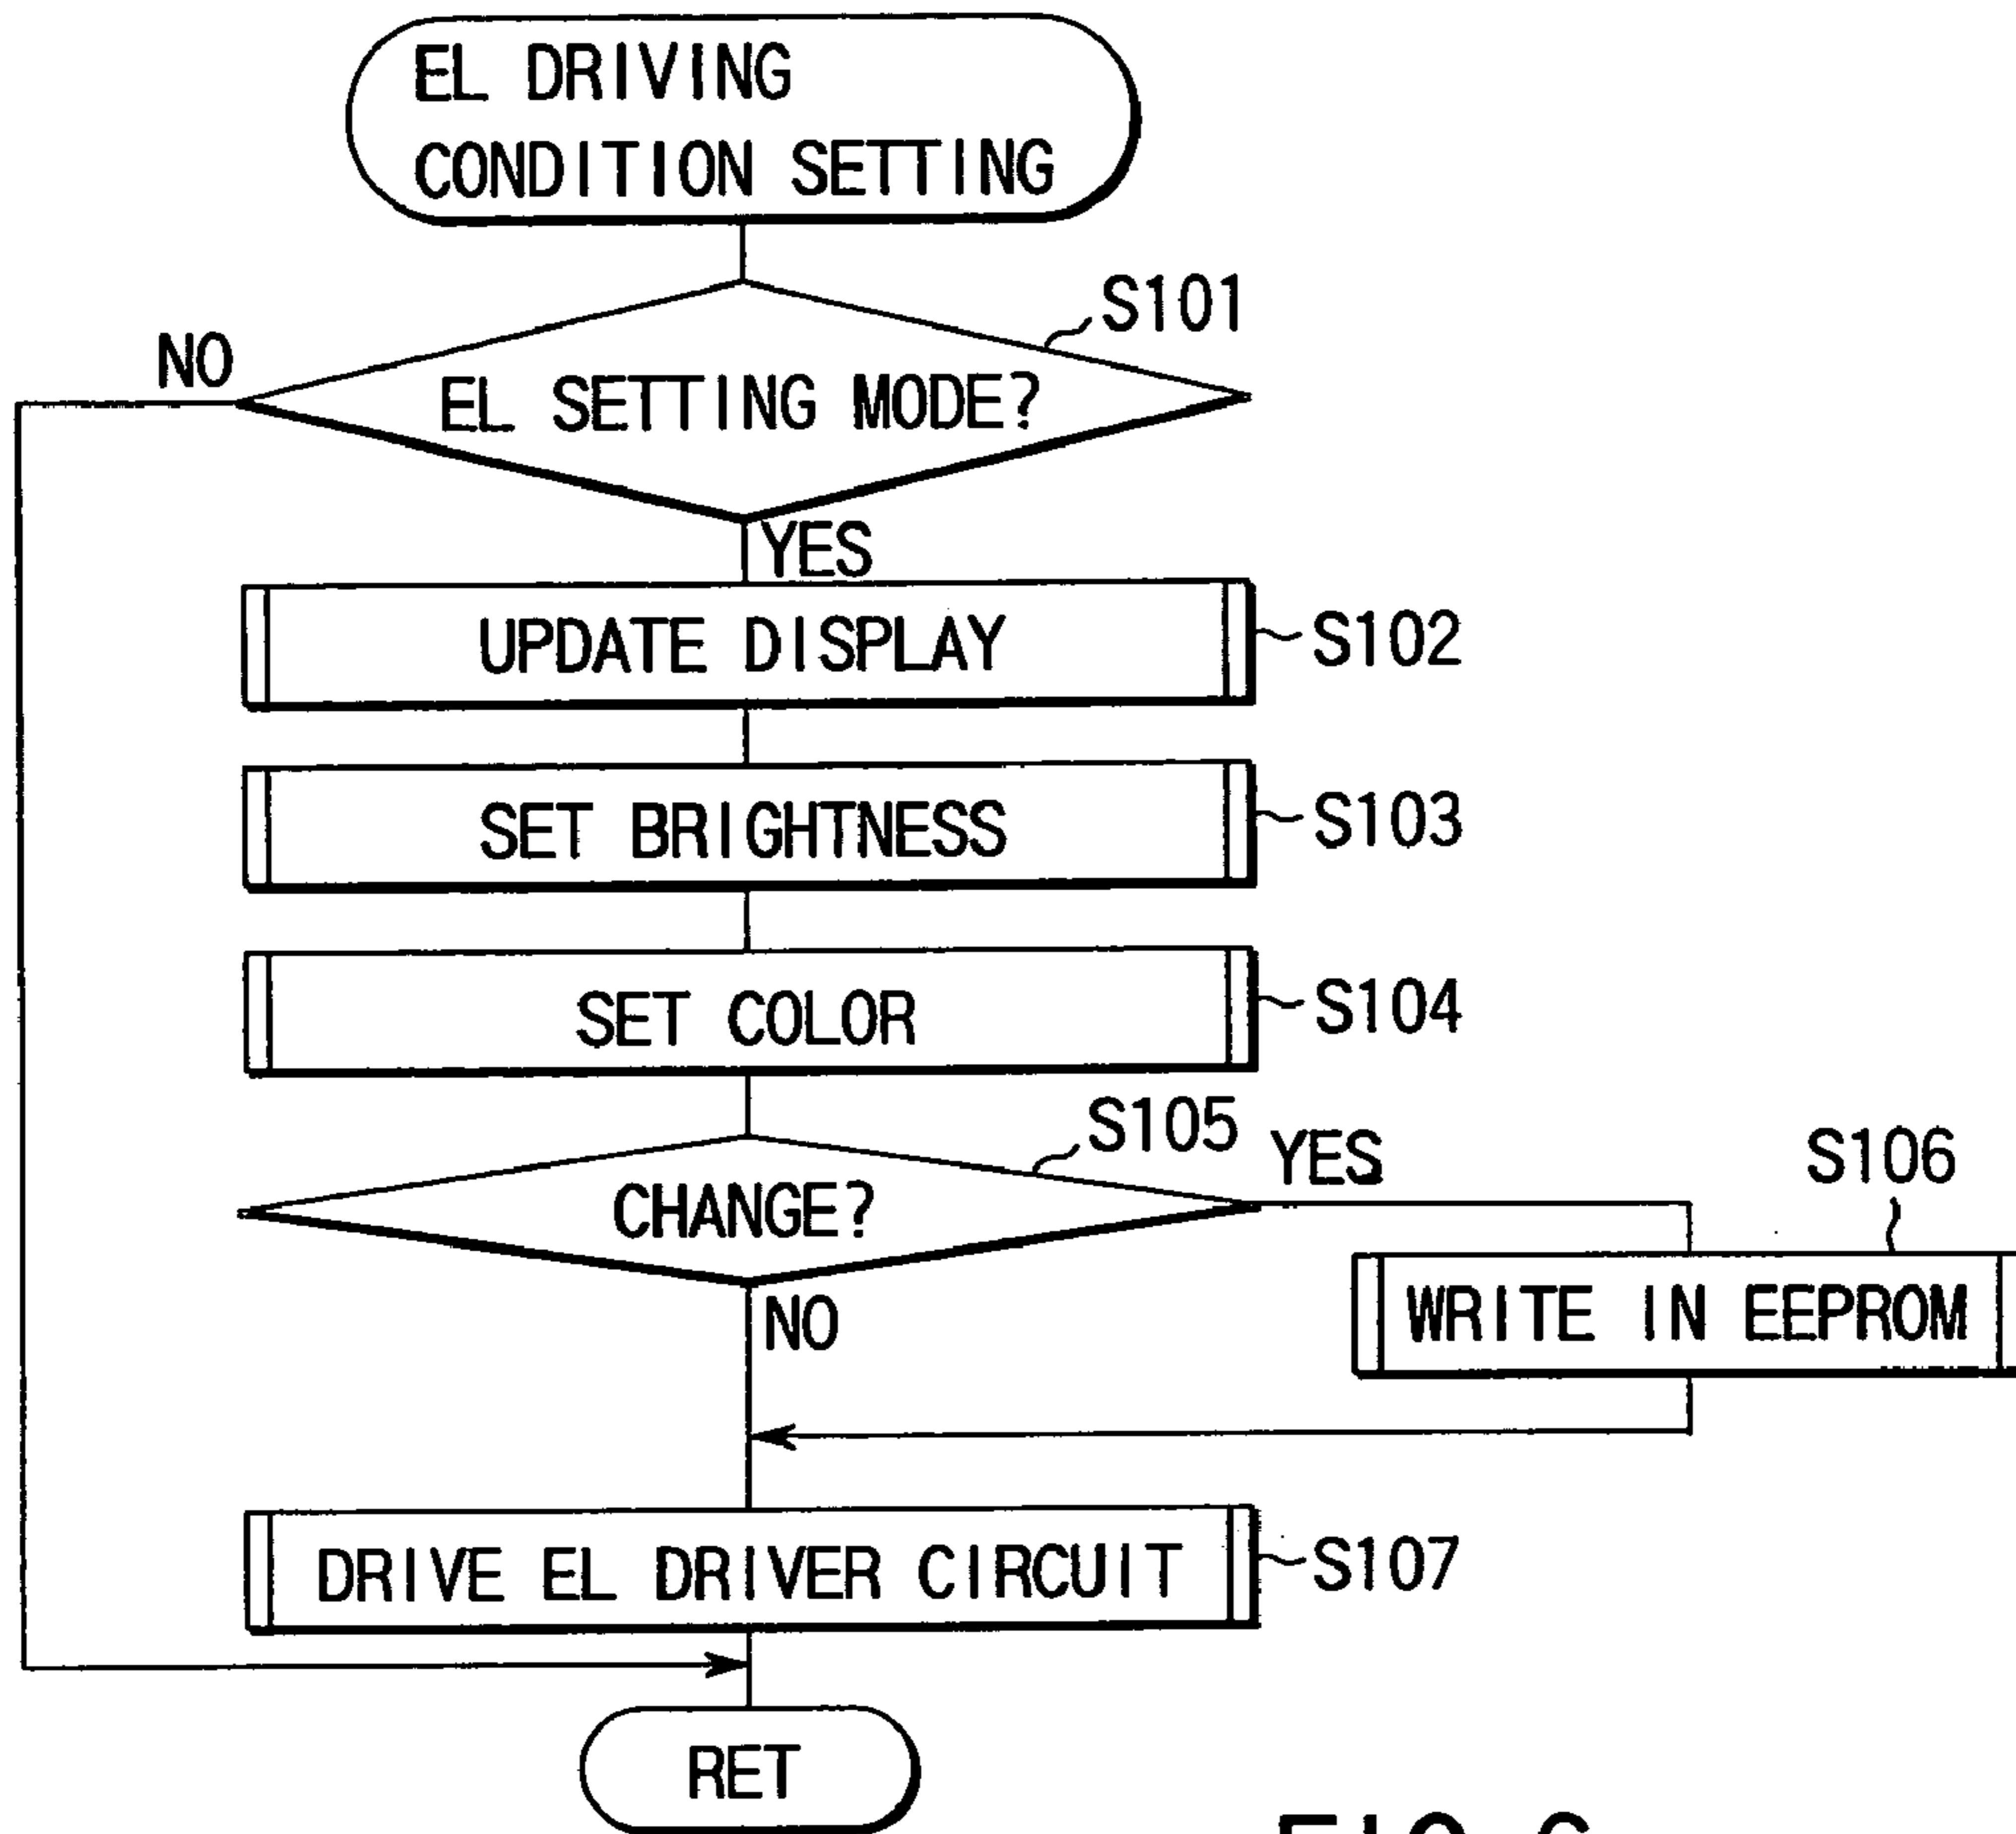 EL DRIVING
CONDITION SETTING
S101
NO
EL SETTING MODE?
YES
UPDATE DISPLAY
S102
SET BRIGHTNESS
S103
SET COLOR
S104
S105
YES
S106
CHANGE?
WRITE IN EEPROM
NO
DRIVE EL DRIVER CIRCUIT
S107
RET